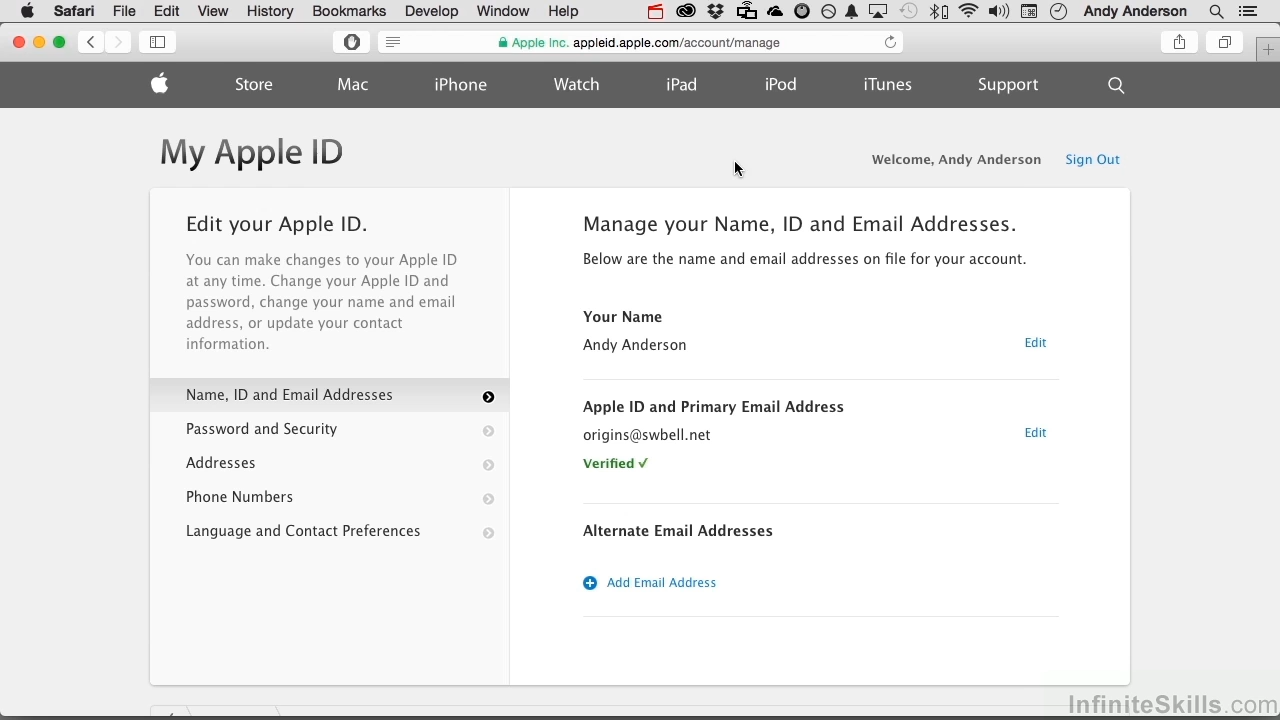 Safari File Edit View History Bookmarks Develop Window Help Andy Anderson
Apple Inc. appleid.apple.com/account/manage
Store Mac iPhone Watch iPad iPod iTunes Support
My Apple ID
Welcome, Andy Anderson Sign Out
Edit your Apple ID.
You can make changes to your Apple ID
at any time. Change your Apple ID and
password, change your name and email
address, or update your contact
information.
Name, ID and Email Addresses
Password and Security
Addresses
Phone Numbers
Language and Contact Preferences
Manage your Name, ID and Email Addresses.
Below are the name and email addresses on file for your account.
Your Name
Andy Anderson Edit
Apple ID and Primary Email Address
origins@swbell.net Edit
Verified ✓
Alternate Email Addresses
Add Email Address
InfiniteSkills.com